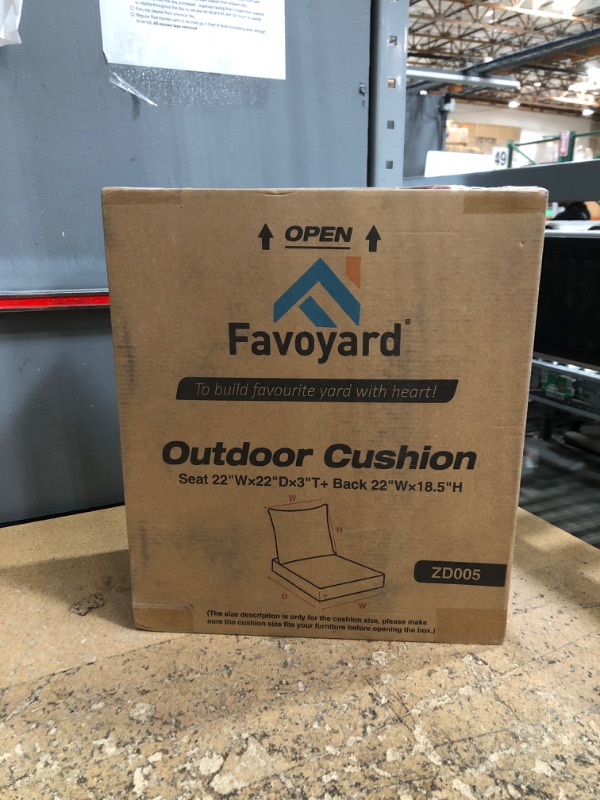 OPEN
Favoyard®
To build favourite yard with heart!
Outdoor Cushion
Seat 22"W×22"D×3"T+ Back 22"W×18.5"H
W
H
D
T
W
ZD005
(The size description is only for the cushion size, please make
sure the cushion size fits your furniture before opening the box.)
49